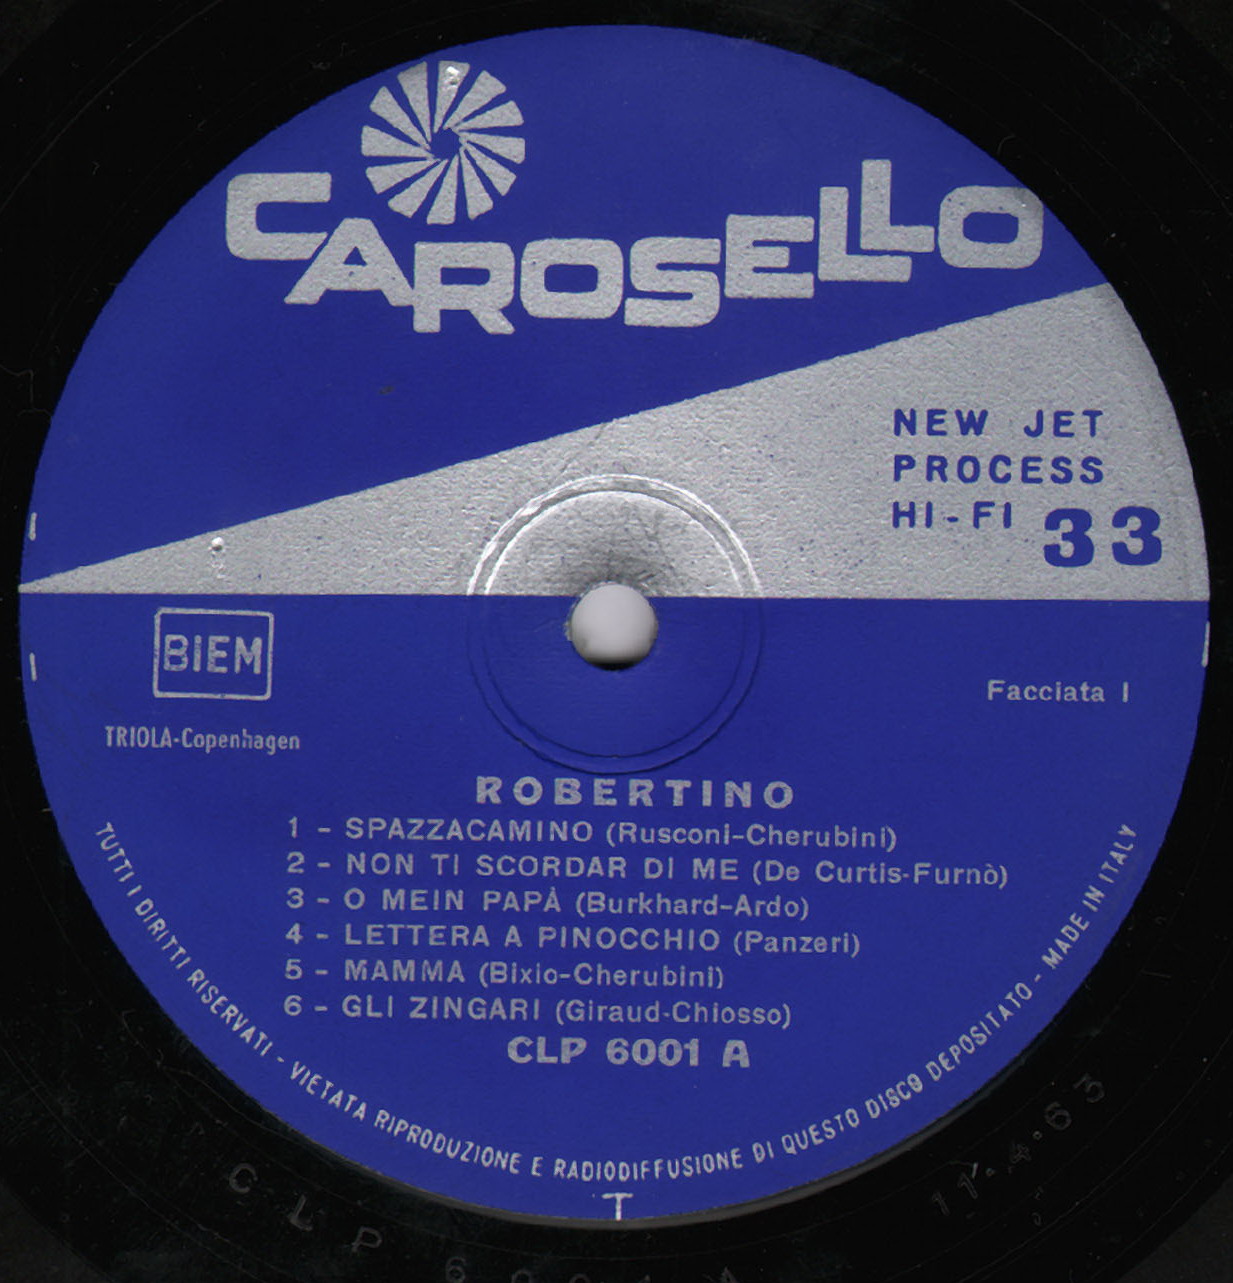 CAROSELLO
NEW JET
PROCESS
HI-FI 33
BIEM
Facciata I
TRIOLA-Copenhagen
ROBERTINO
1 - SPAZZACAMINO (Rusconi-Cherubini)
2 - NON TI SCORDAR DI ME (De Curtis-Furnò)
3 - O MEIN PAPÀ (Burkhard-Ardo)
4 - LETTERA A PINOCCHIO (Panzeri)
5 - MAMMA (Bixio-Cherubini)
6 - GLI ZINGARI (Giraud-Chiosso)
CLP 6001 A
TUTTI I DIRITTI RISERVATI - VIETATA RIPRODUZIONE E RADIODIFFUSIONE DI QUESTO DISCO DEPOSITATO - MADE IN ITALY
T
CLP 6001 A